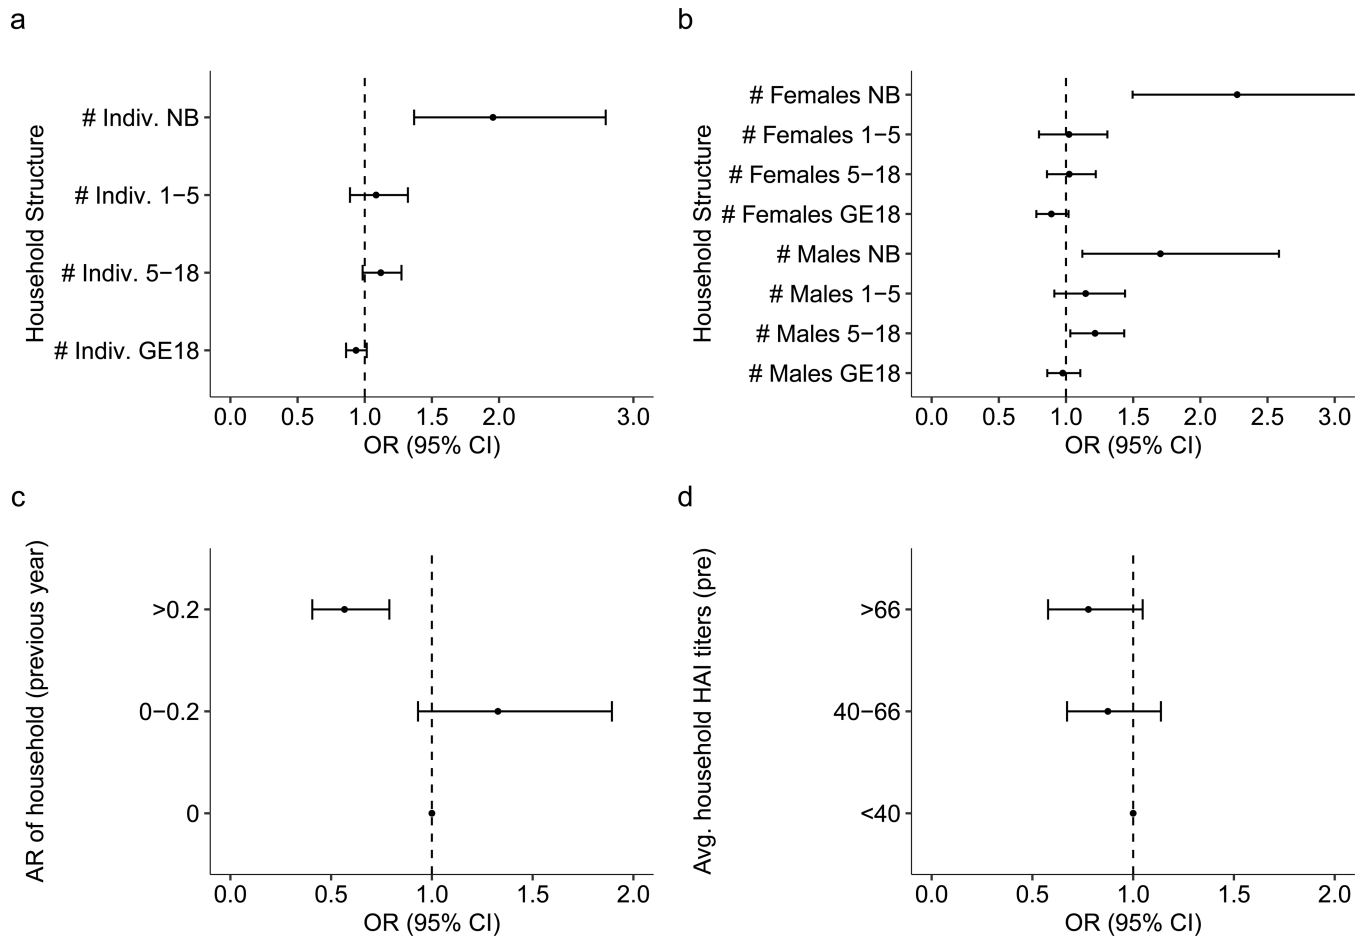 a
Household Structure
# Indiv. NB
# Indiv. 1−5
# Indiv. 5−18
# Indiv. GE18
0.0 0.5 1.0 1.5 2.0 3.0
OR (95% CI)
b
Household Structure
# Females NB
# Females 1−5
# Females 5−18
# Females GE18
# Males NB
# Males 1−5
# Males 5−18
# Males GE18
0.0 0.5 1.0 1.5 2.0 2.5 3.0
OR (95% CI)
c
AR of household (previous year)
>0.2
0−0.2
0
0.0 0.5 1.0 1.5 2.0
OR (95% CI)
d
Avg. household HAI titers (pre)
>66
40−66
<40
0.0 0.5 1.0 1.5 2.0
OR (95% CI)